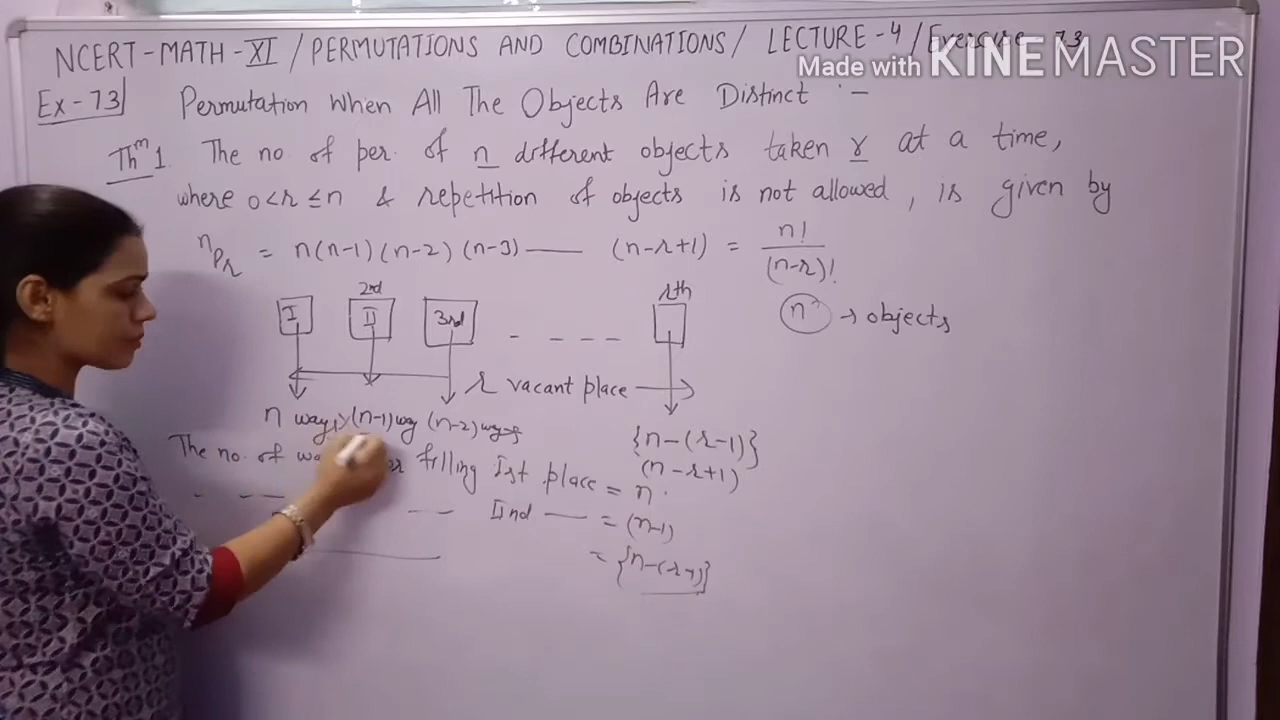 NCERT-MATH-XI / PERMUTATIONS AND COMBINATIONS / LECTURE-4 / Exercise 7.3
Made with KINEMASTER
Ex-7.3 Permutation When All The Objects Are Distinct :-
Thm 1. The no. of per. of n different objects taken r at a time,
where 0<r≤n & repetition of objects is not allowed, is given by
nPr = n(n-1)(n-2)(n-3)—— (n-r+1) = n!/(n-r)!
I 2nd II 3rd - - - - rth
n → objects
r vacant place
n ways × (n-1) way (n-2) ways {n-(r-1)}
(n-r+1)
The no. of filling Ist place = n.
- -- -- IInd —— = (n-1)
= {n-(r-1)}